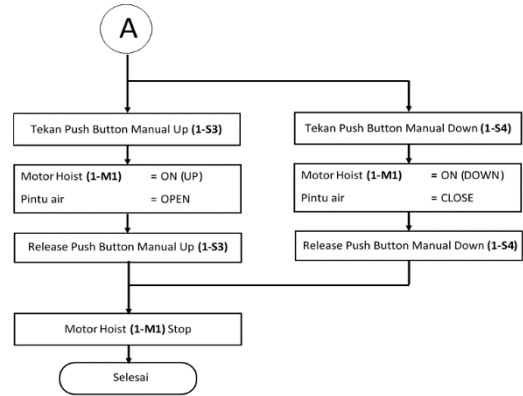 A
Tekan Push Button Manual Up (1-S3)
Motor Hoist (1-M1) = ON (UP)
Pintu air = OPEN
Release Push Button Manual Up (1-S3)
Tekan Push Button Manual Down (1-S4)
Motor Hoist (1-M1) = ON (DOWN)
Pintu air = CLOSE
Release Push Button Manual Down (1-S4)
Motor Hoist (1-M1) Stop
Selesai